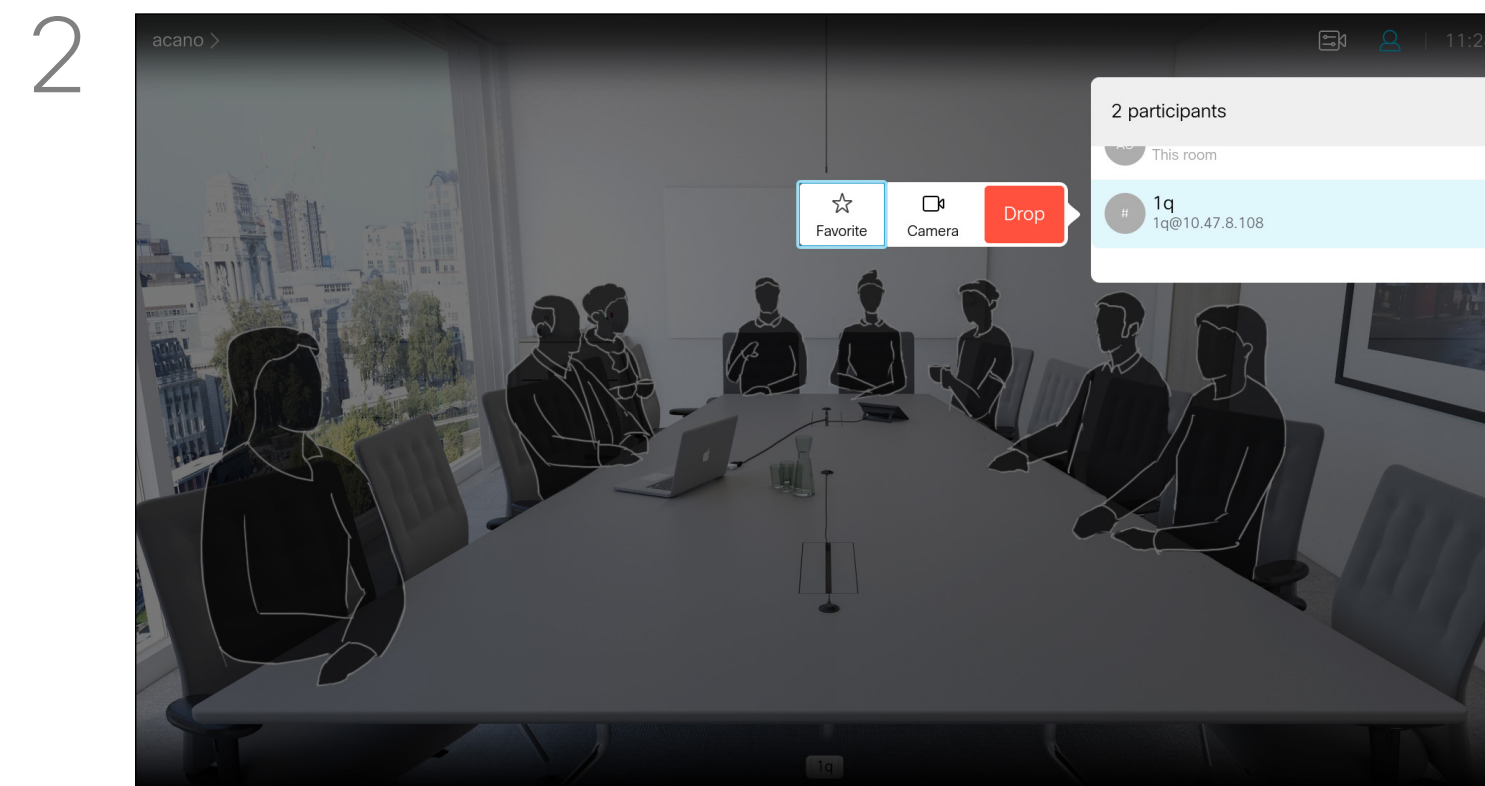 2
acano
11:2
2 participants
This room
1q
1q@10.47.8.108
#
Favorite
Camera
Drop
1q